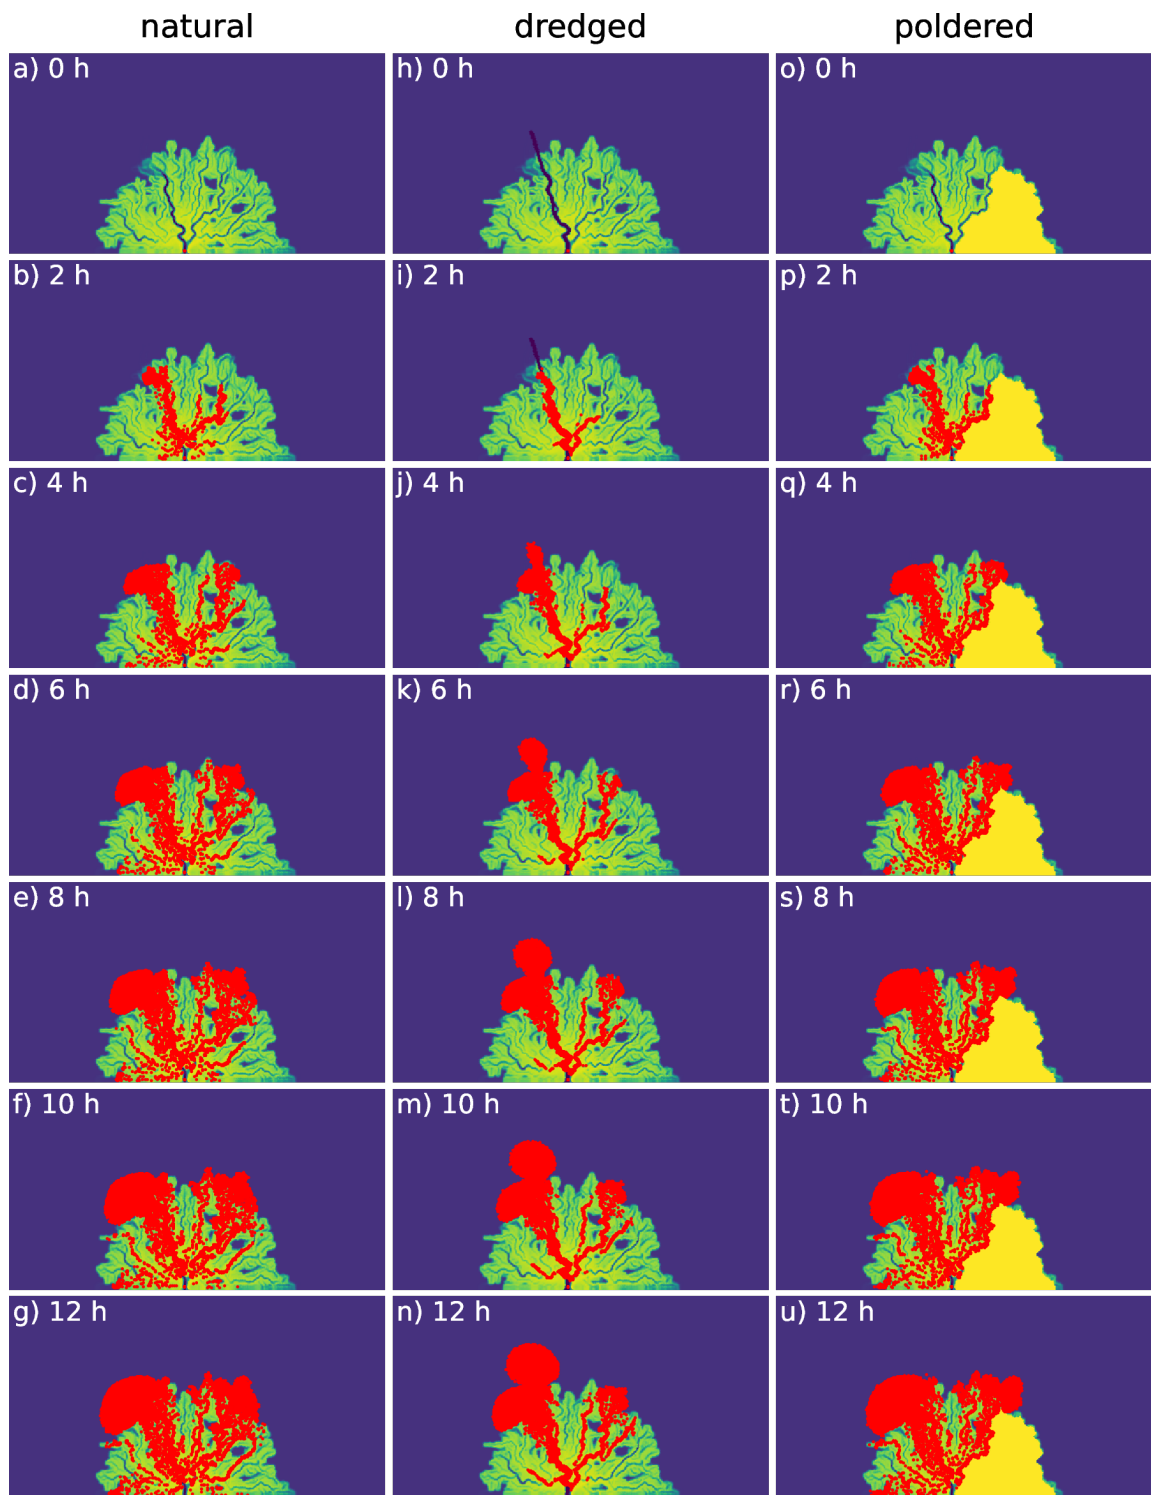 natural dredged poldered
a) 0 h h) 0 h o) 0 h
b) 2 h i) 2 h p) 2 h
c) 4 h j) 4 h q) 4 h
d) 6 h k) 6 h r) 6 h
e) 8 h l) 8 h s) 8 h
f) 10 h m) 10 h t) 10 h
g) 12 h n) 12 h u) 12 h